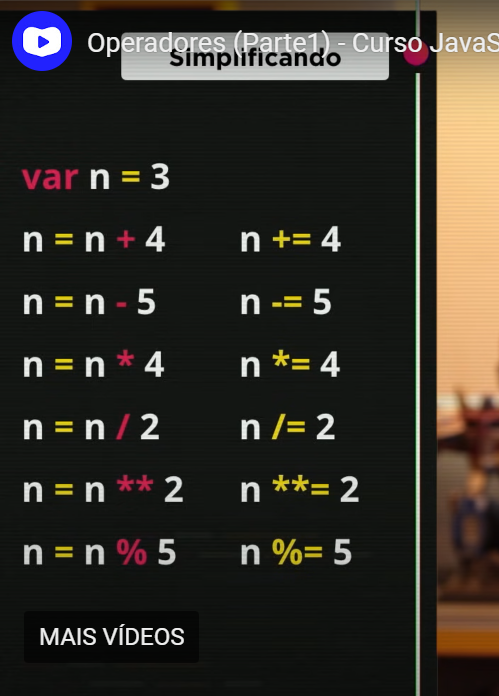 Operadores (Parte1) - Curso JavaS
Simplificando
var n = 3
n = n + 4 n += 4
n = n - 5 n -= 5
n = n * 4 n *= 4
n = n / 2 n /= 2
n = n ** 2 n **= 2
n = n % 5 n %= 5
MAIS VÍDEOS